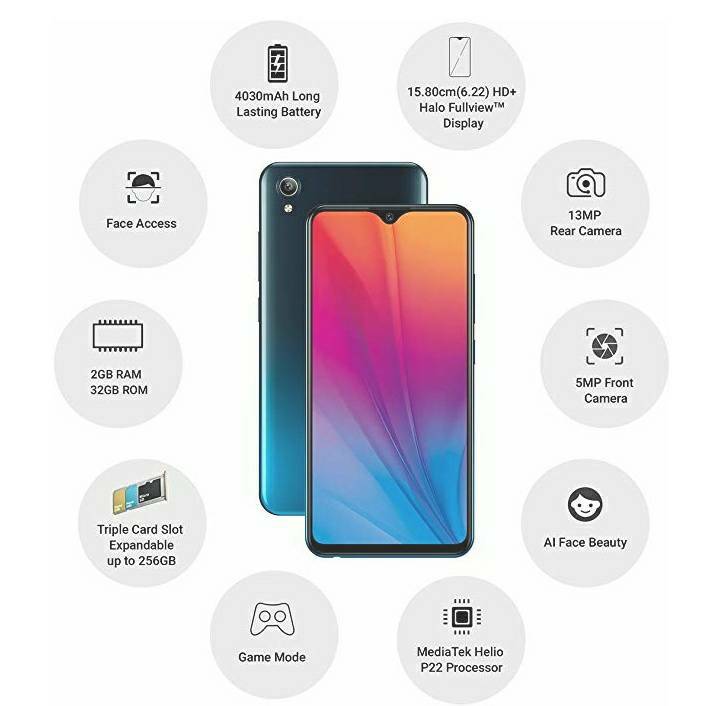 4030mAh Long
Lasting Battery
15.80cm(6.22) HD+
Halo Fullview™
Display
Face Access
13MP
Rear Camera
2GB RAM
32GB ROM
5MP Front
Camera
Triple Card Slot
Expandable
up to 256GB
AI Face Beauty
Game Mode
MediaTek Helio
P22 Processor